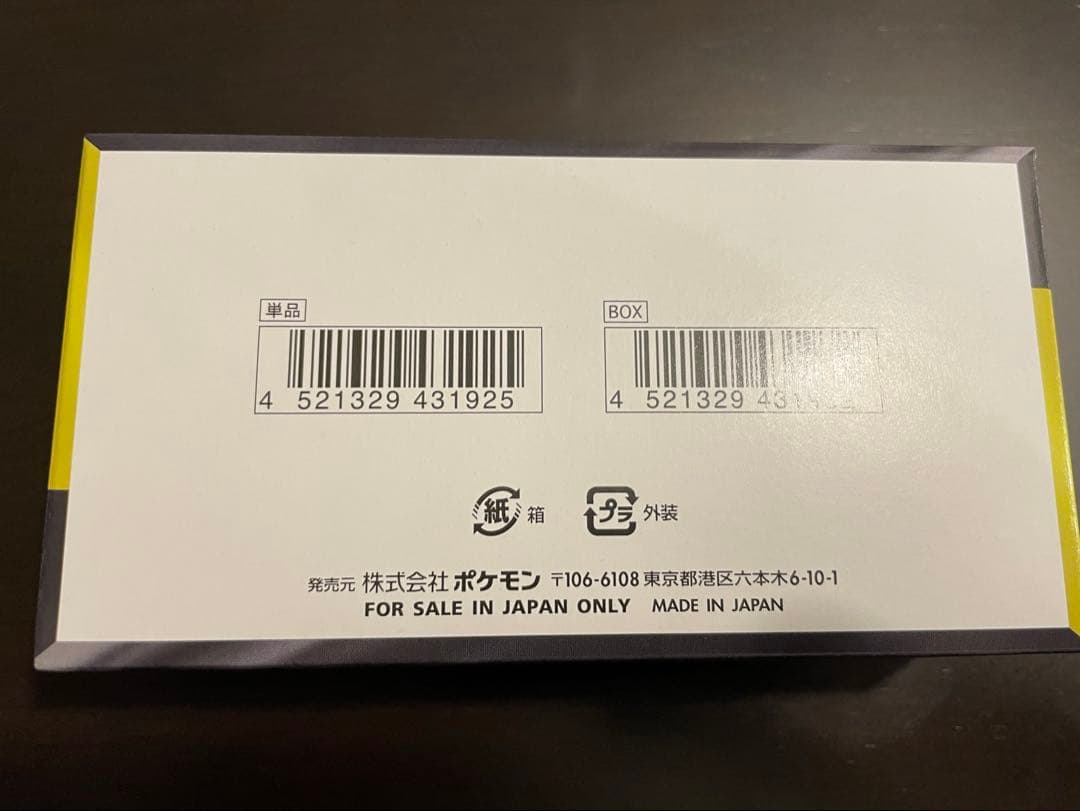 単品
4 521329 431925
BOX
4 521329
紙 箱
プラ 外装
発売元 株式会社ポケモン 〒106-6108 東京都港区六本木6-10-1
FOR SALE IN JAPAN ONLY MADE IN JAPAN